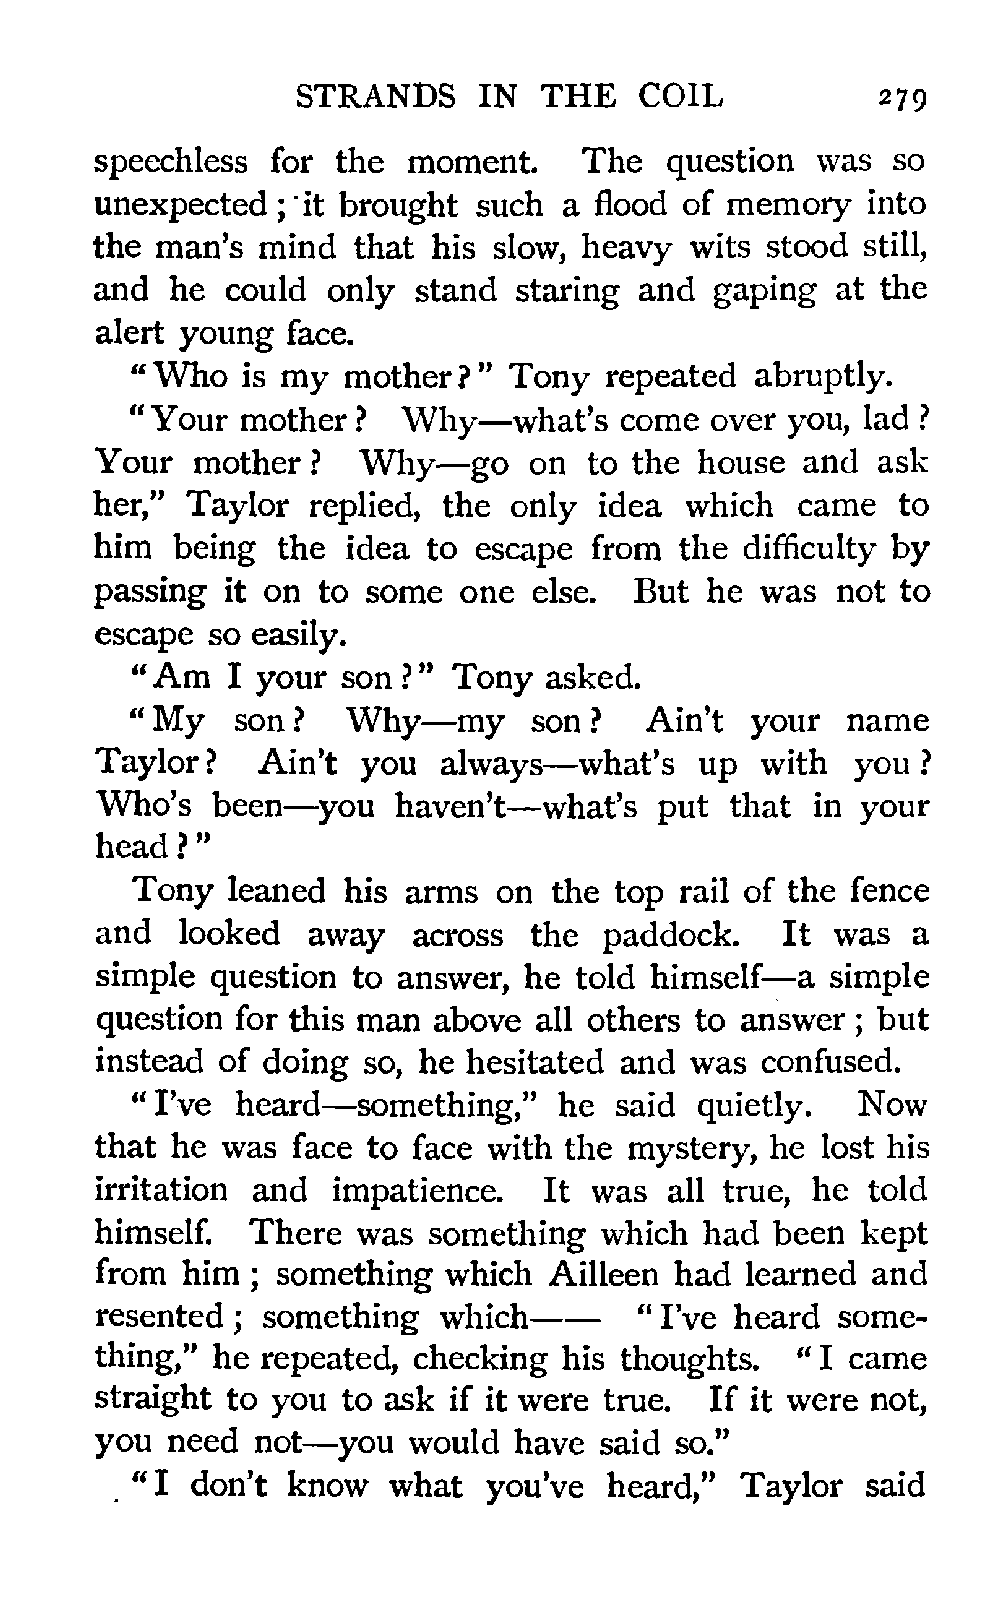 STRANDS IN THE COIL 279
speechless for the moment. The question was so
unexpected; it brought such a flood of memory into
the man's mind that his slow, heavy wits stood still,
and he could only stand staring and gaping at the
alert young face.
"Who is my mother?" Tony repeated abruptly.
"Your mother? Why—what's come over you, lad?
Your mother? Why—go on to the house and ask
her," Taylor replied, the only idea which came to
him being the idea to escape from the difficulty by
passing it on to some one else. But he was not to
escape so easily.
"Am I your son?" Tony asked.
"My son? Why—my son? Ain't your name
Taylor? Ain't you always—what's up with you?
Who's been—you haven't—what's put that in your
head?"
Tony leaned his arms on the top rail of the fence
and looked away across the paddock. It was a
simple question to answer, he told himself—a simple
question for this man above all others to answer; but
instead of doing so, he hesitated and was confused.
"I've heard—something," he said quietly. Now
that he was face to face with the mystery, he lost his
irritation and impatience. It was all true, he told
himself. There was something which had been kept
from him; something which Ailleen had learned and
resented; something which—— "I've heard some-
thing," he repeated, checking his thoughts. "I came
straight to you to ask if it were true. If it were not,
you need not—you would have said so."
"I don't know what you've heard," Taylor said